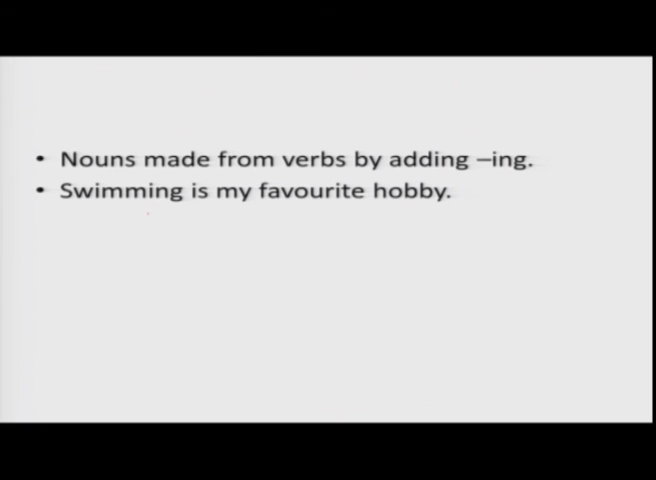 • Nouns made from verbs by adding –ing.
• Swimming is my favourite hobby.